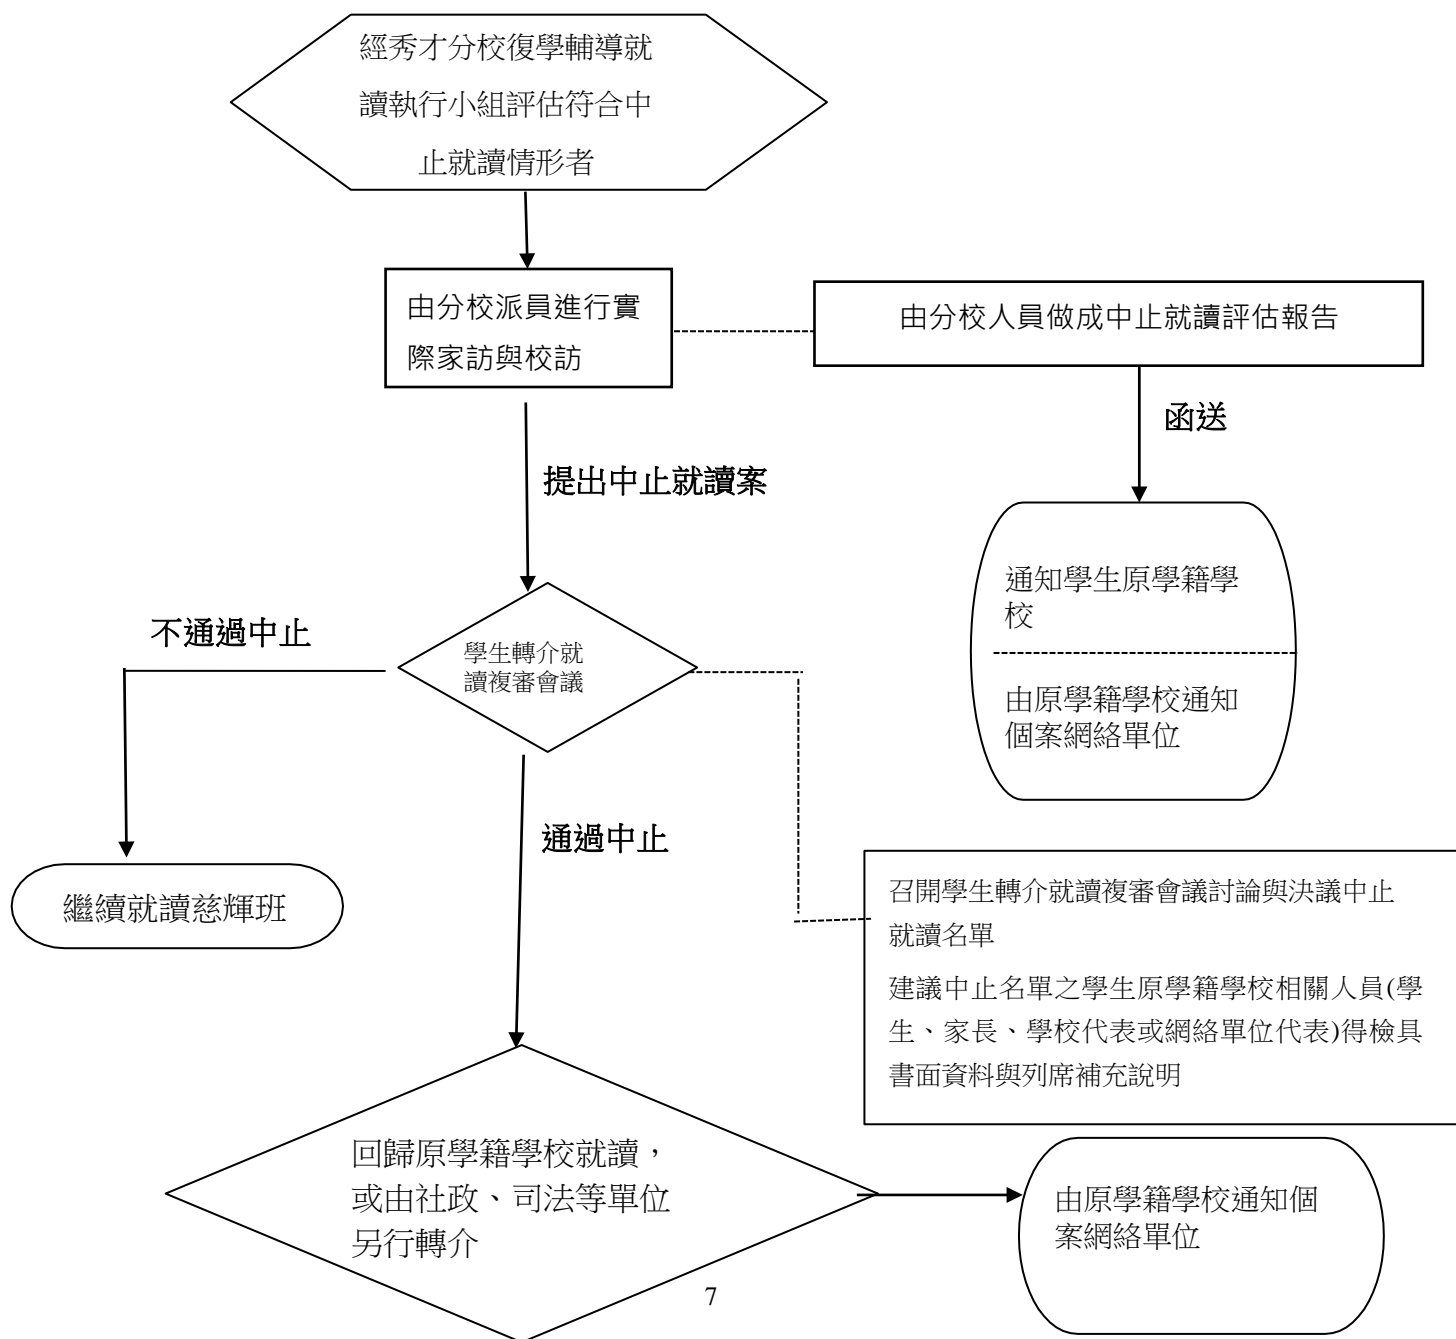 經秀才分校復學輔導就
讀執行小組評估符合中
止就讀情形者
由分校派員進行實
際家訪與校訪
由分校人員做成中止就讀評估報告
函送
提出中止就讀案
通知學生原學籍學
校
由原學籍學校通知
個案網絡單位
不通過中止
學生轉介就
讀複審會議
通過中止
繼續就讀慈輝班
召開學生轉介就讀複審會議討論與決議中止
就讀名單
建議中止名單之學生原學籍學校相關人員(學
生、家長、學校代表或網絡單位代表)得檢具
書面資料與列席補充說明
回歸原學籍學校就讀，
或由社政、司法等單位
另行轉介
由原學籍學校通知個
案網絡單位
7